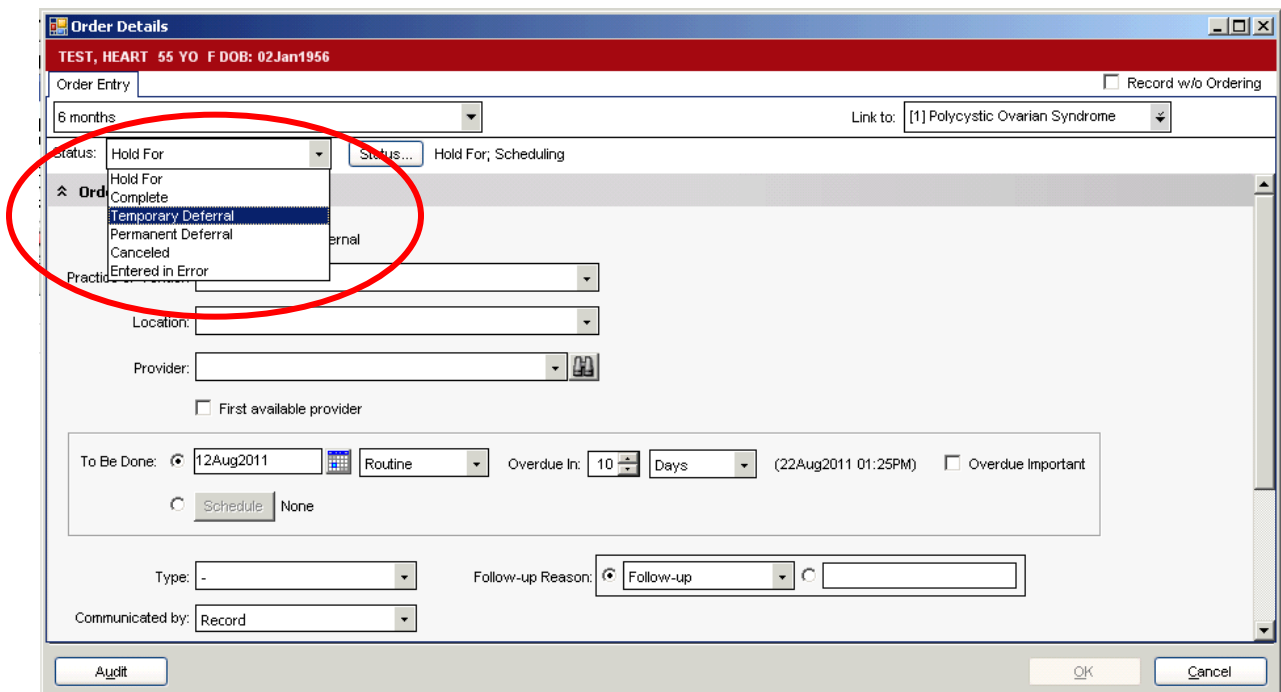 Order Details
TEST, HEART 55 YO F DOB: 02Jan1956
Order Entry
Record w/o Ordering
6 months
Link to: [1] Polycystic Ovarian Syndrome
Status: Hold For Status... Hold For; Scheduling
Hold For
Complete
Temporary Deferral
Permanent Deferral
Canceled
Entered in Error
Location:
Provider:
First available provider
To Be Done: 12Aug2011 Routine Overdue In: 10 Days (22Aug2011 01:25PM) Overdue Important
Schedule None
Type: - Follow-up Reason: Follow-up
Communicated by: Record
Audit OK Cancel